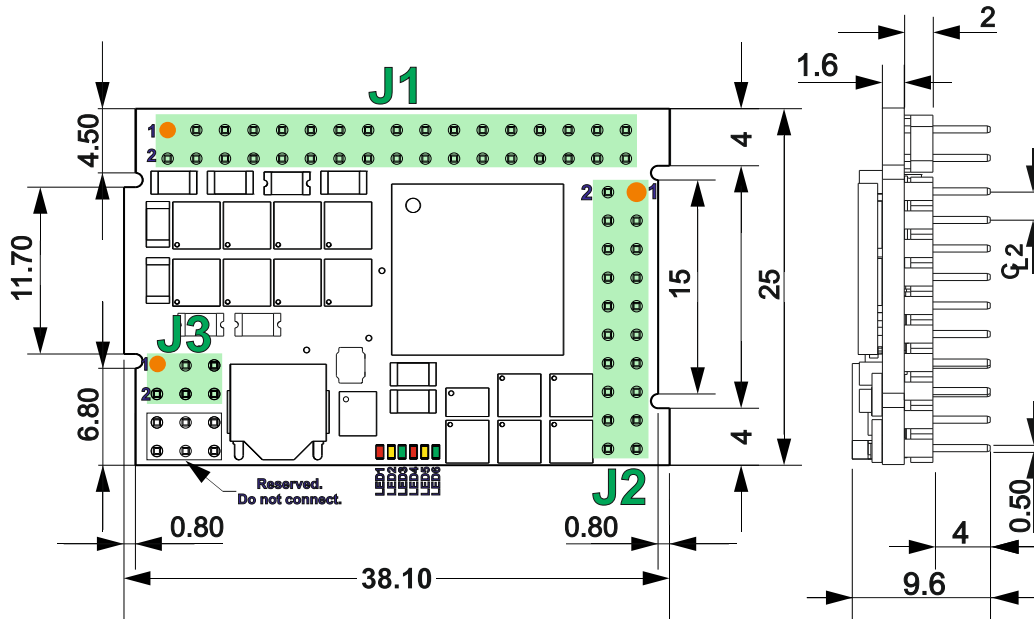 J1
2
1.6
4.50
1
2
4
2 1
11.70
15
25
2
C
L
J3
1
2
6.80
4
LED1
LED2
LED3
LED4
LED5
LED6
Reserved.
Do not connect.
J2
0.50
0.80
0.80
4
38.10
9.6